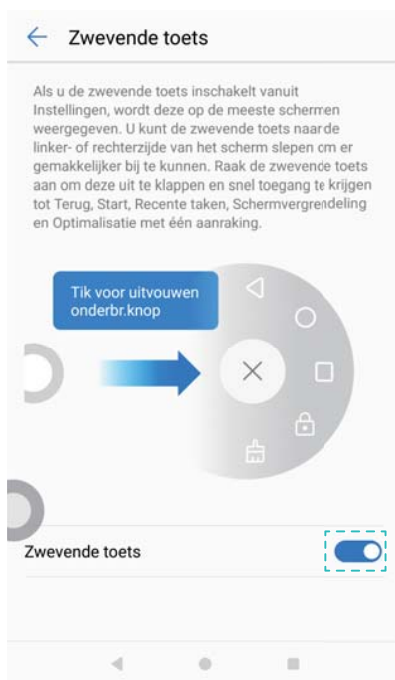 Zwevende toets
Als u de zwevende toets inschakelt vanuit
Instellingen, wordt deze op de meeste schermen
weergegeven. U kunt de zwevende toets naar de
linker- of rechterzijde van het scherm slepen om er
gemakkelijker bij te kunnen. Raak de zwevende toets
aan om deze uit te klappen en snel toegang te krijgen
tot Terug, Start, Recente taken, Schermvergrendeling
en Optimalisatie met één aanraking.
Tik voor uitvouwen
onderbr.knop
Zwevende toets